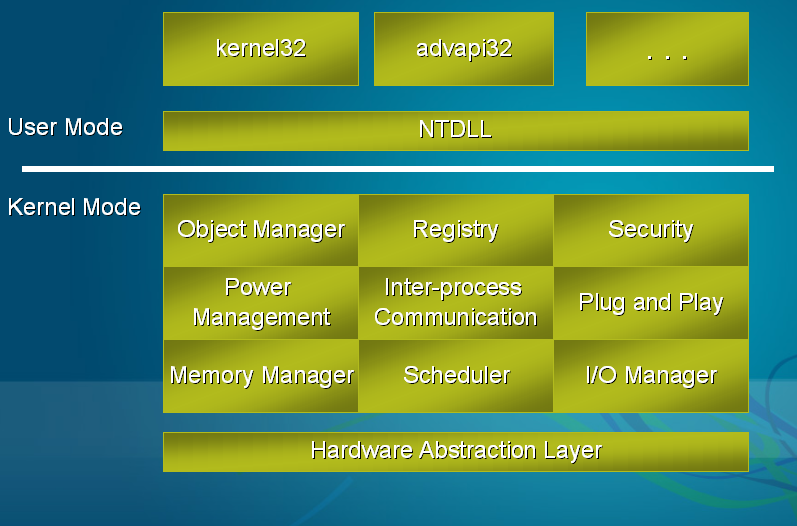 kernel32
advapi32
. . .
User Mode
NTDLL
Kernel Mode
Object Manager
Registry
Security
Power
Management
Inter-process
Communication
Plug and Play
Memory Manager
Scheduler
I/O Manager
Hardware Abstraction Layer